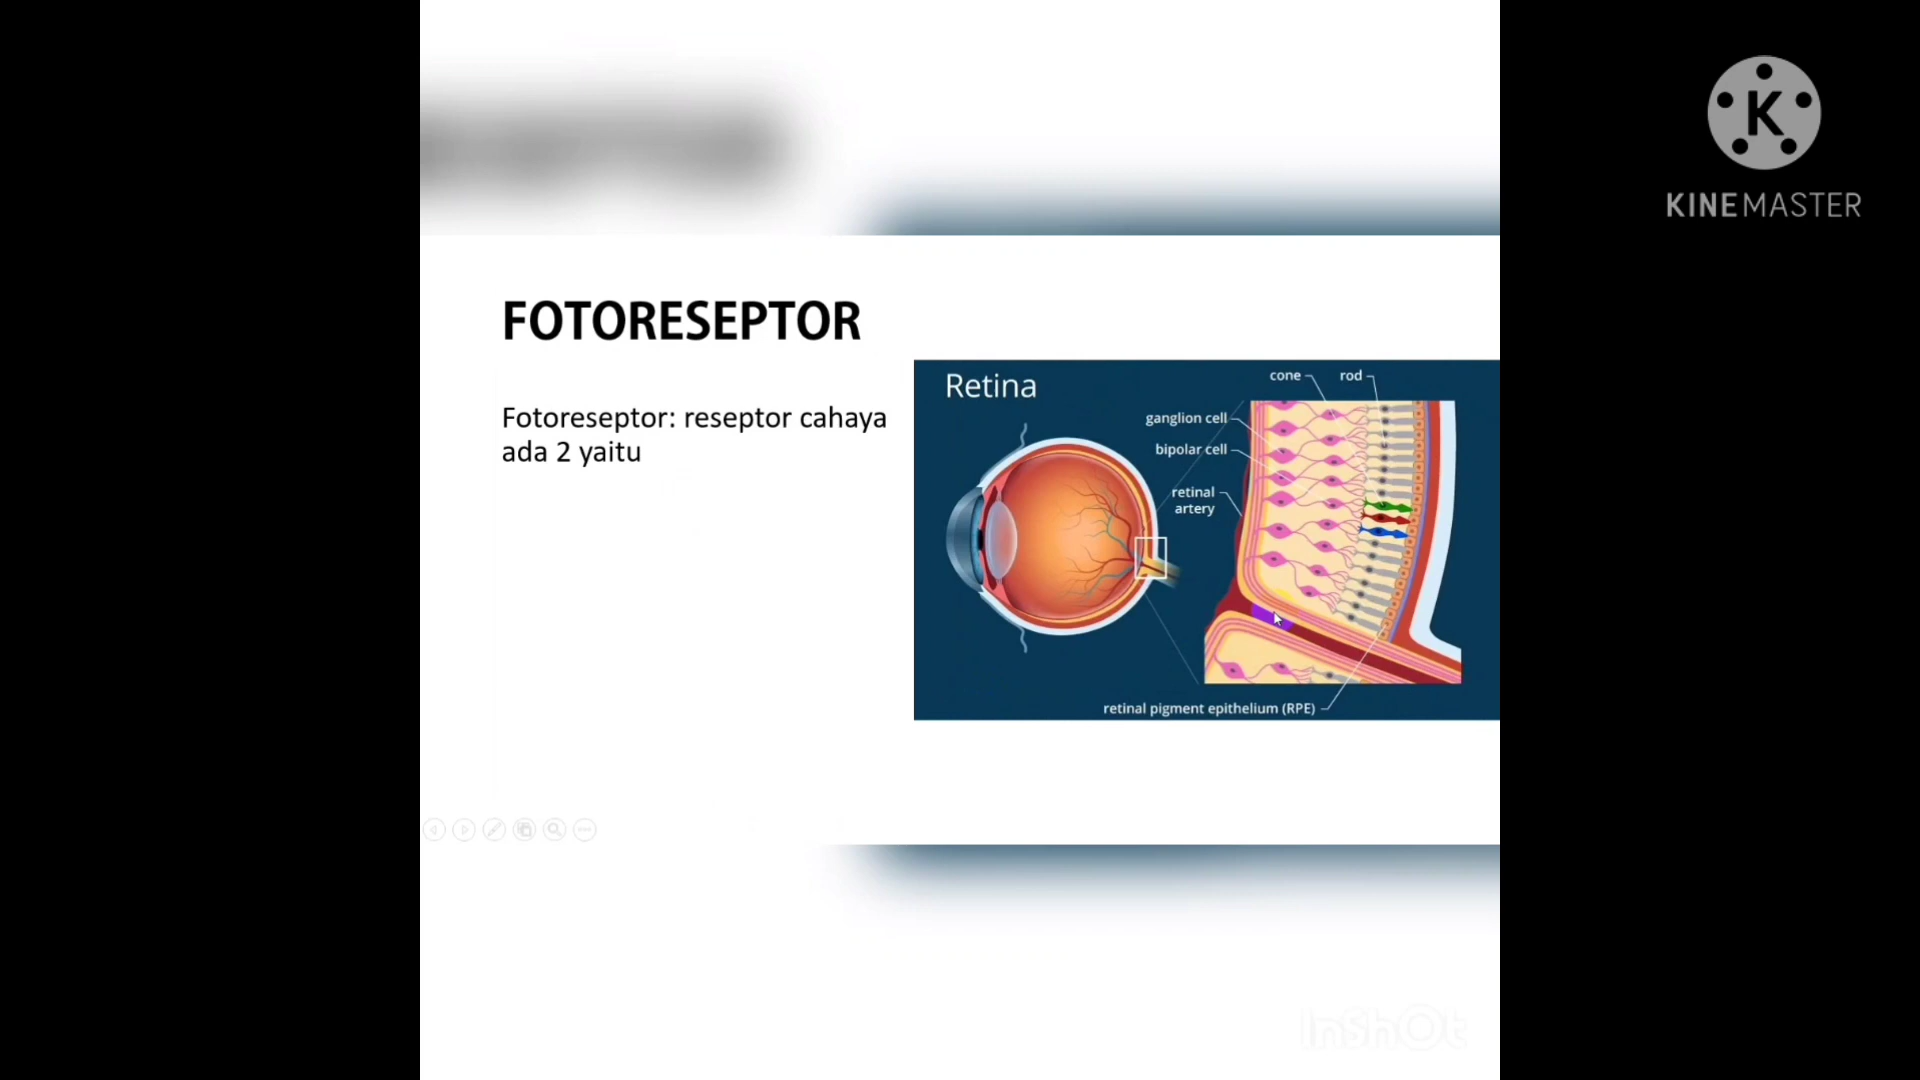 K
KINEMASTER
FOTORESEPTOR
Fotoreseptor: reseptor cahaya
ada 2 yaitu
Retina
cone
rod
ganglion cell
bipolar cell
retinal
artery
retinal pigment epithelium (RPE)
InShOt